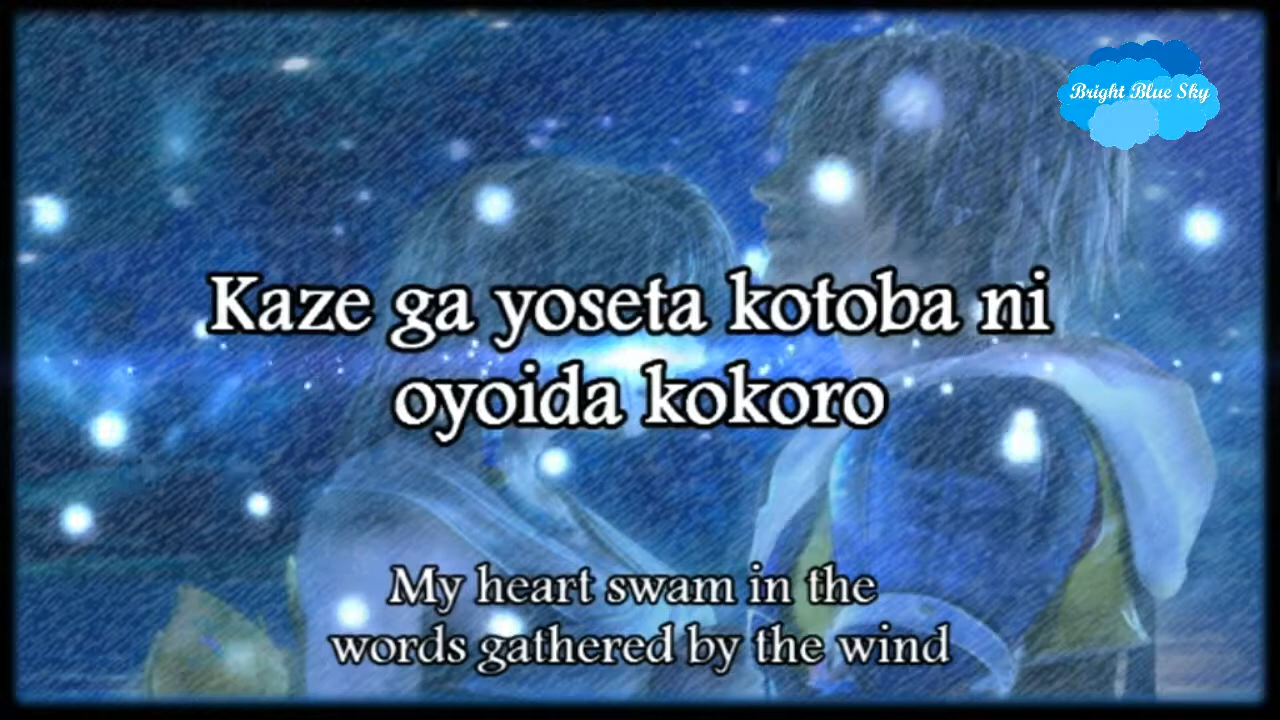 Bright Blue Sky
Kaze ga yoseta kotoba ni
oyoida kokoro
My heart swam in the
words gathered by the wind